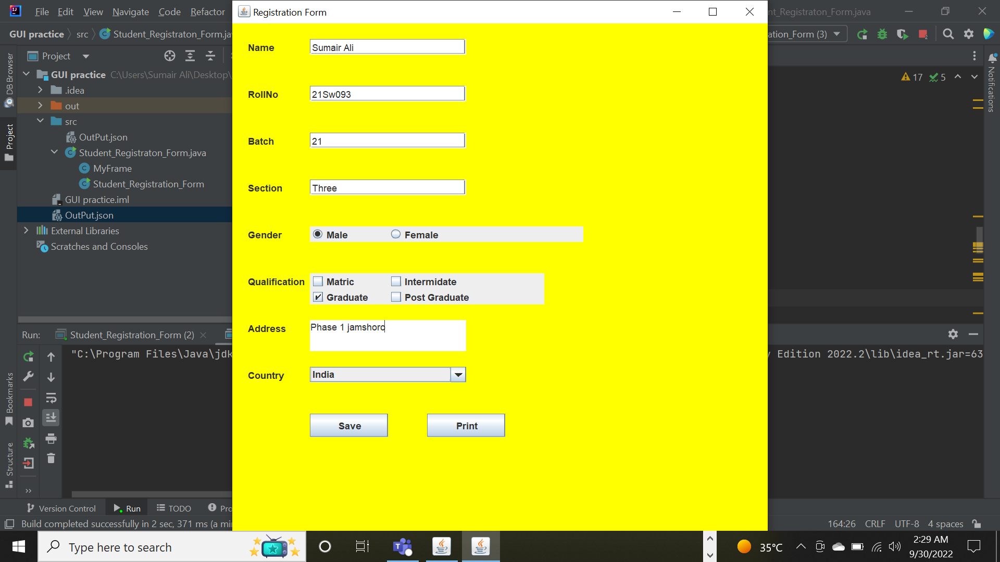 File Edit View Navigate Code Refactor
Registration Form
nt_Registraton_Form.java
GUI practice src Student_Registraton_Form.ja
ation_Form (3)
Project
DB Browser
Project
Bookmarks
Structure
Notifications
GUI practice C:\Users\Sumair Ali\Desktop\
.idea
out
src
OutPut.json
Student_Registraton_Form.java
MyFrame
Student_Registration_Form
GUI practice.iml
OutPut.json
External Libraries
Scratches and Consoles
17 5
Name Sumair Ali
RollNo 21Sw093
Batch 21
Section Three
Gender Male Female
Qualification Matric Intermidate
Graduate Post Graduate
Address Phase 1 jamshoro
Country India
Save Print
Run: Student_Registration_Form (2)
"C:\Program Files\Java\jdk
y Edition 2022.2\lib\idea_rt.jar=63
Version Control Run TODO Pro
Build completed successfully in 2 sec, 371 ms (a mi
164:26 CRLF UTF-8 4 spaces
Type here to search
35°C
2:29 AM
9/30/2022